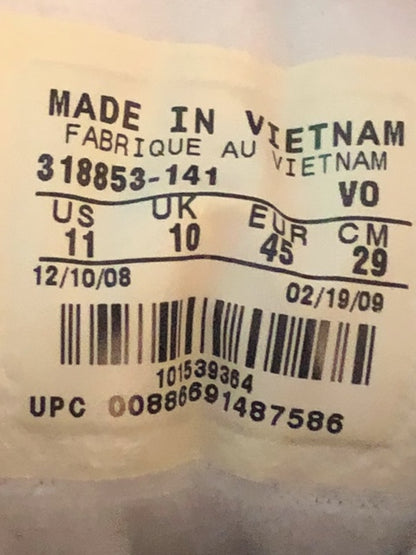 MADE IN VIETNAM
FABRIQUE AU VIETNAM
318853-141 VO
US UK EUR CM
11 10 45 29
12/10/08 02/19/09
101539364
UPC 00886691487586